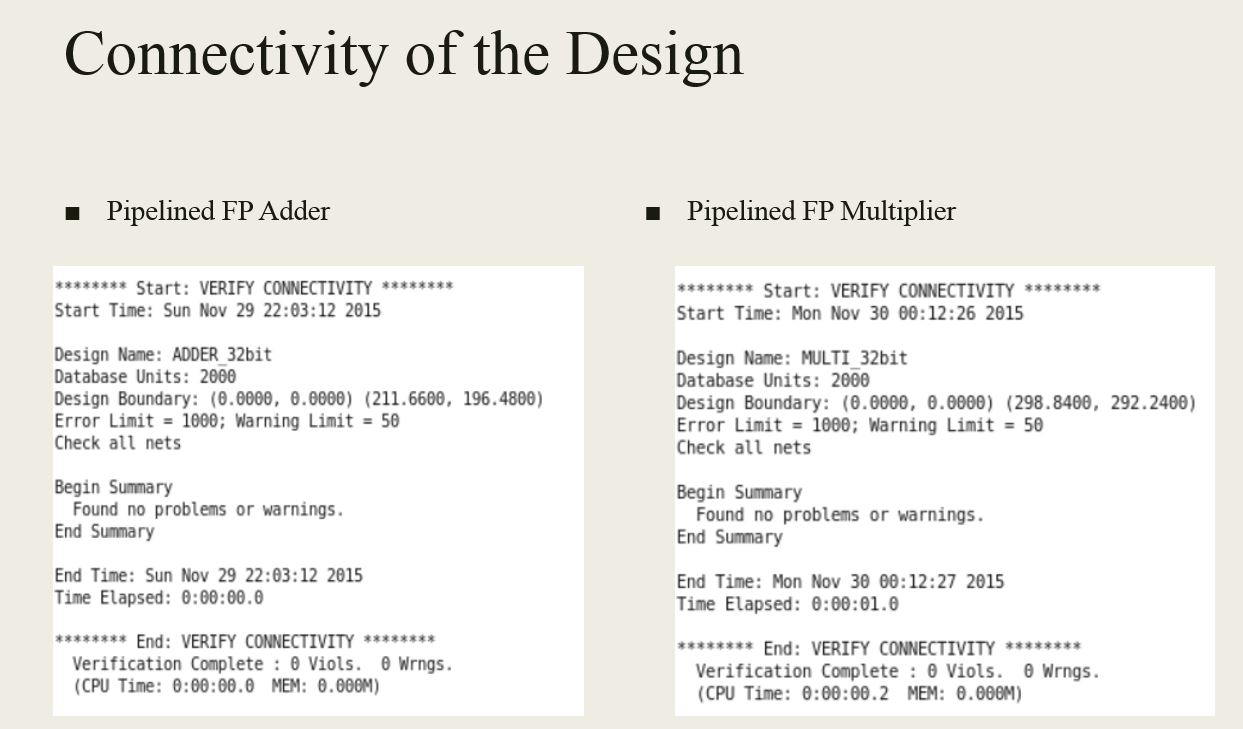 Connectivity of the Design
■ Pipelined FP Adder
******** Start: VERIFY CONNECTIVITY ********
Start Time: Sun Nov 29 22:03:12 2015
Design Name: ADDER_32bit
Database Units: 2000
Design Boundary: (0.0000, 0.0000) (211.6600, 196.4800)
Error Limit = 1000; Warning Limit = 50
Check all nets
Begin Summary
  Found no problems or warnings.
End Summary
End Time: Sun Nov 29 22:03:12 2015
Time Elapsed: 0:00:00.0
******** End: VERIFY CONNECTIVITY ********
  Verification Complete : 0 Viols.  0 Wrngs.
  (CPU Time: 0:00:00.0  MEM: 0.000M)
■ Pipelined FP Multiplier
******** Start: VERIFY CONNECTIVITY ********
Start Time: Mon Nov 30 00:12:26 2015
Design Name: MULTI_32bit
Database Units: 2000
Design Boundary: (0.0000, 0.0000) (298.8400, 292.2400)
Error Limit = 1000; Warning Limit = 50
Check all nets
Begin Summary
  Found no problems or warnings.
End Summary
End Time: Mon Nov 30 00:12:27 2015
Time Elapsed: 0:00:01.0
******** End: VERIFY CONNECTIVITY ********
  Verification Complete : 0 Viols.  0 Wrngs.
  (CPU Time: 0:00:00.2  MEM: 0.000M)